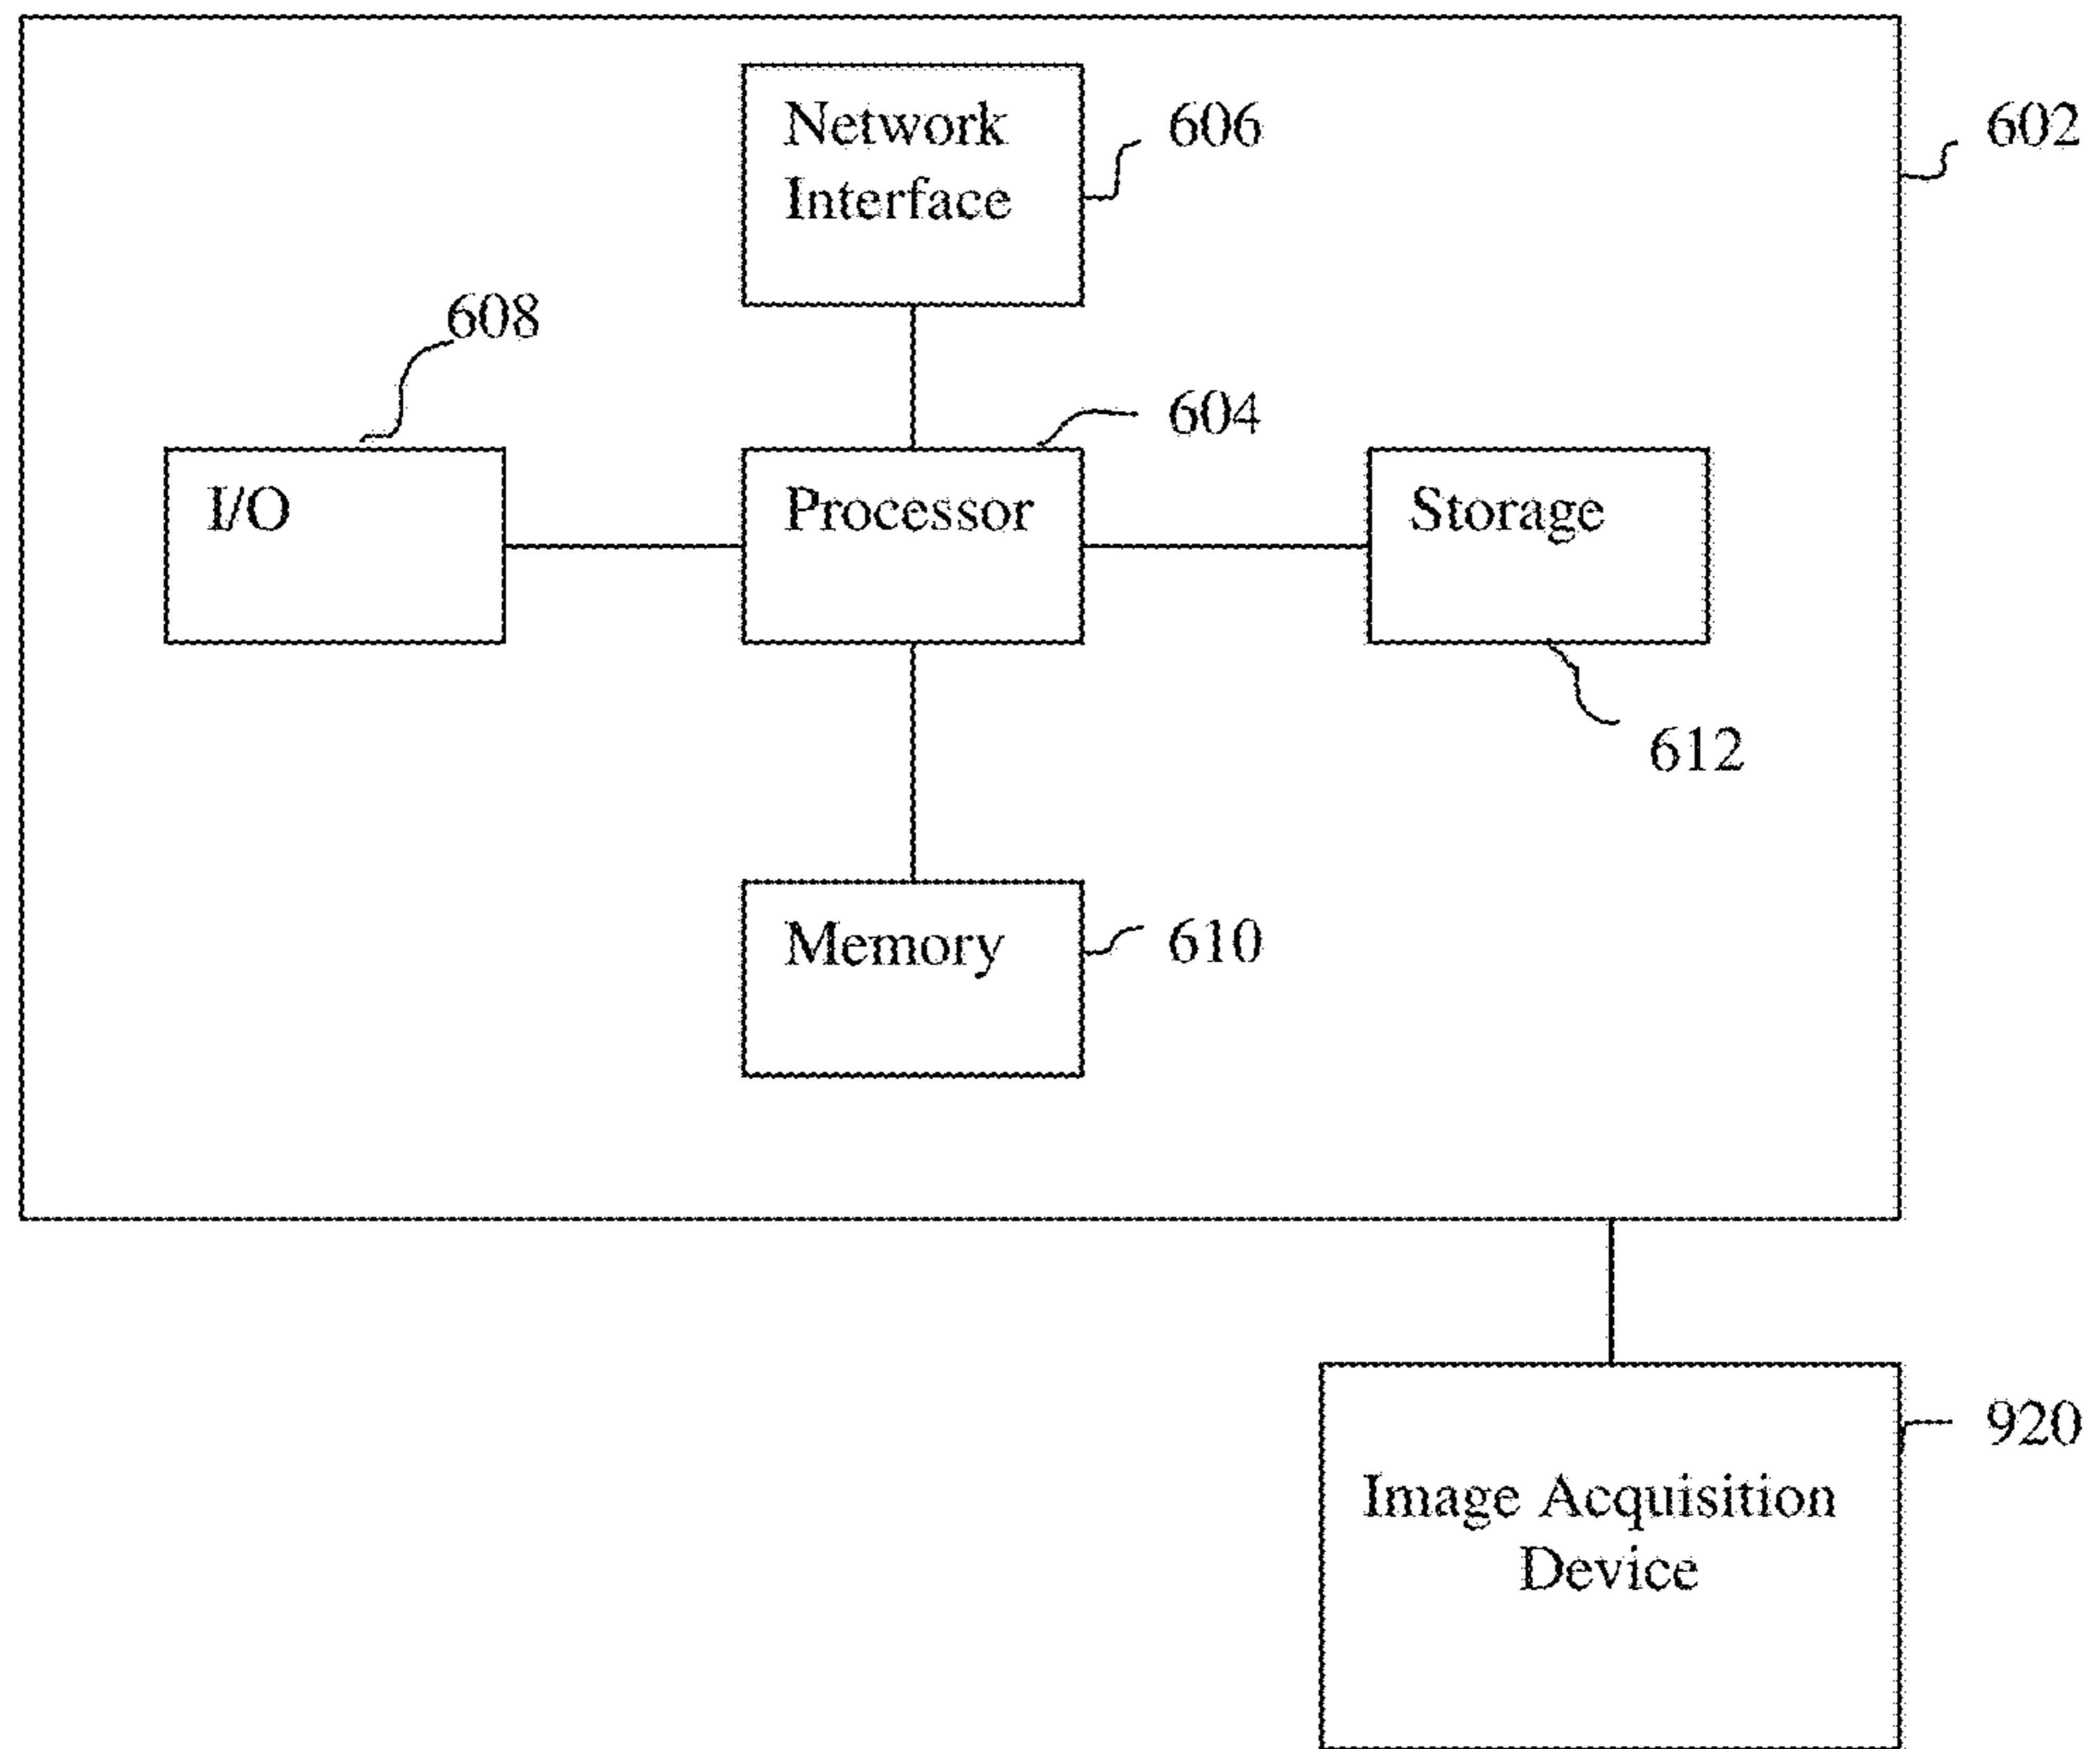 Network
Interface
606
602
608
604
I/O
Processor
Storage
612
Memory
610
920
Image Acquisition
Device